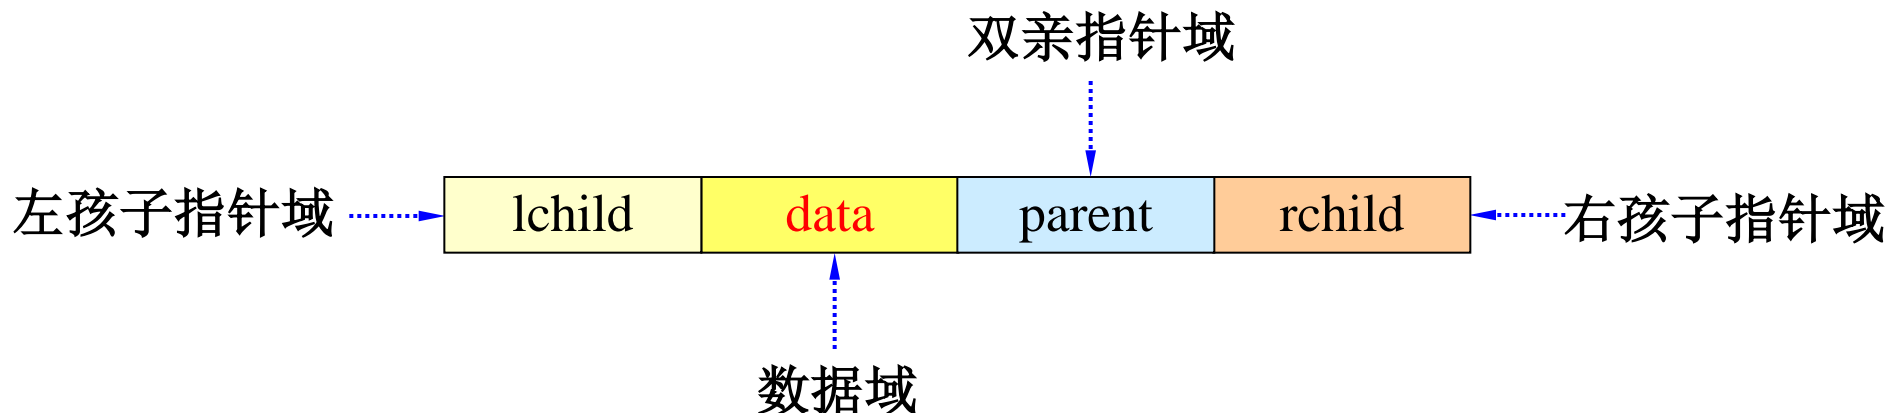 双亲指针域
左孩子指针域
lchild
data
parent
rchild
右孩子指针域
数据域